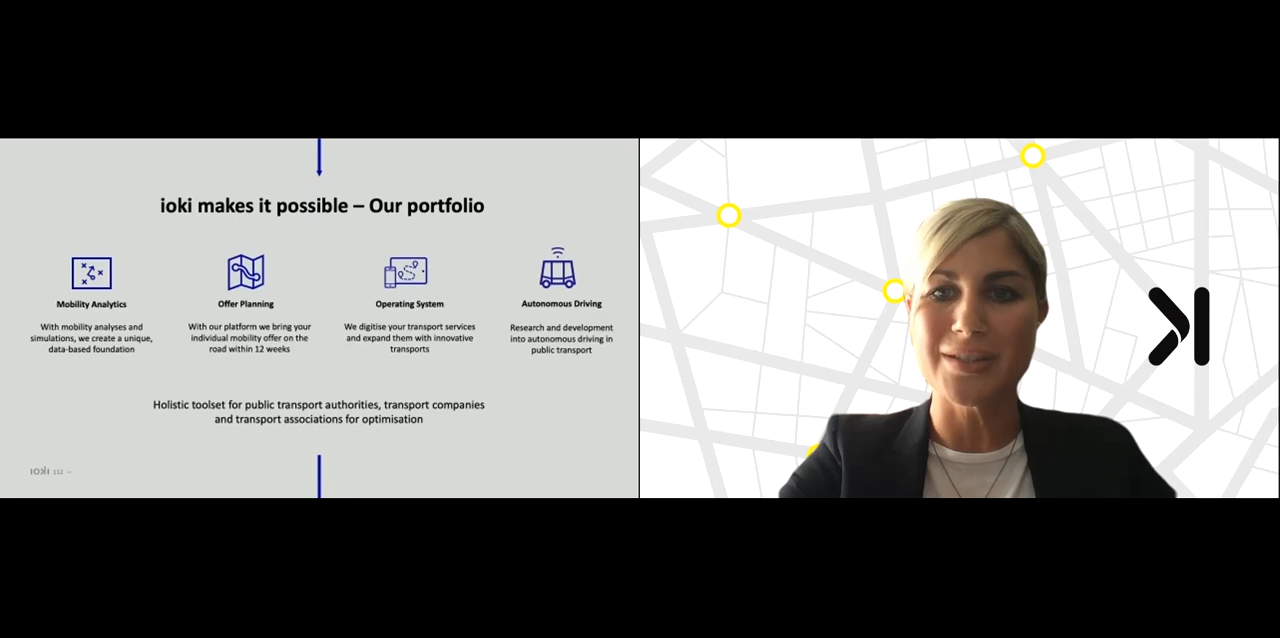 ioki makes it possible – Our portfolio
Mobility Analytics
With mobility analyses and
simulations, we create a unique,
data-based foundation
Offer Planning
With our platform we bring your
individual mobility offer on the
road within 12 weeks
Operating System
We digitise your transport services
and expand them with innovative
transports
Autonomous Driving
Research and development
into autonomous driving in
public transport
Holistic toolset for public transport authorities, transport companies
and transport associations for optimisation
ioki